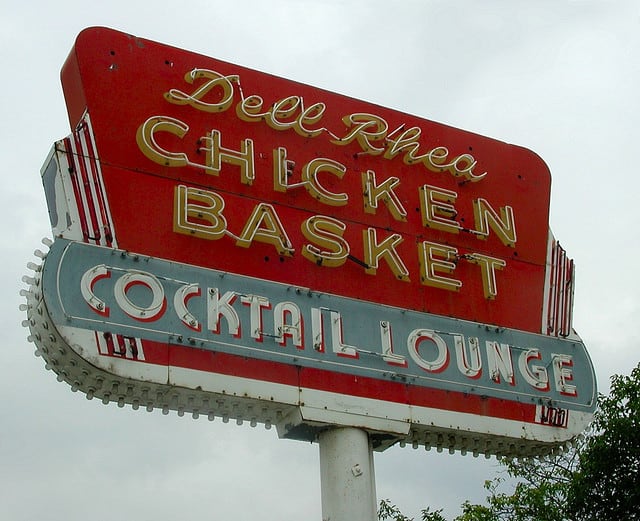 Dell Rhea
CHICKEN
BASKET
COCKTAIL LOUNGE